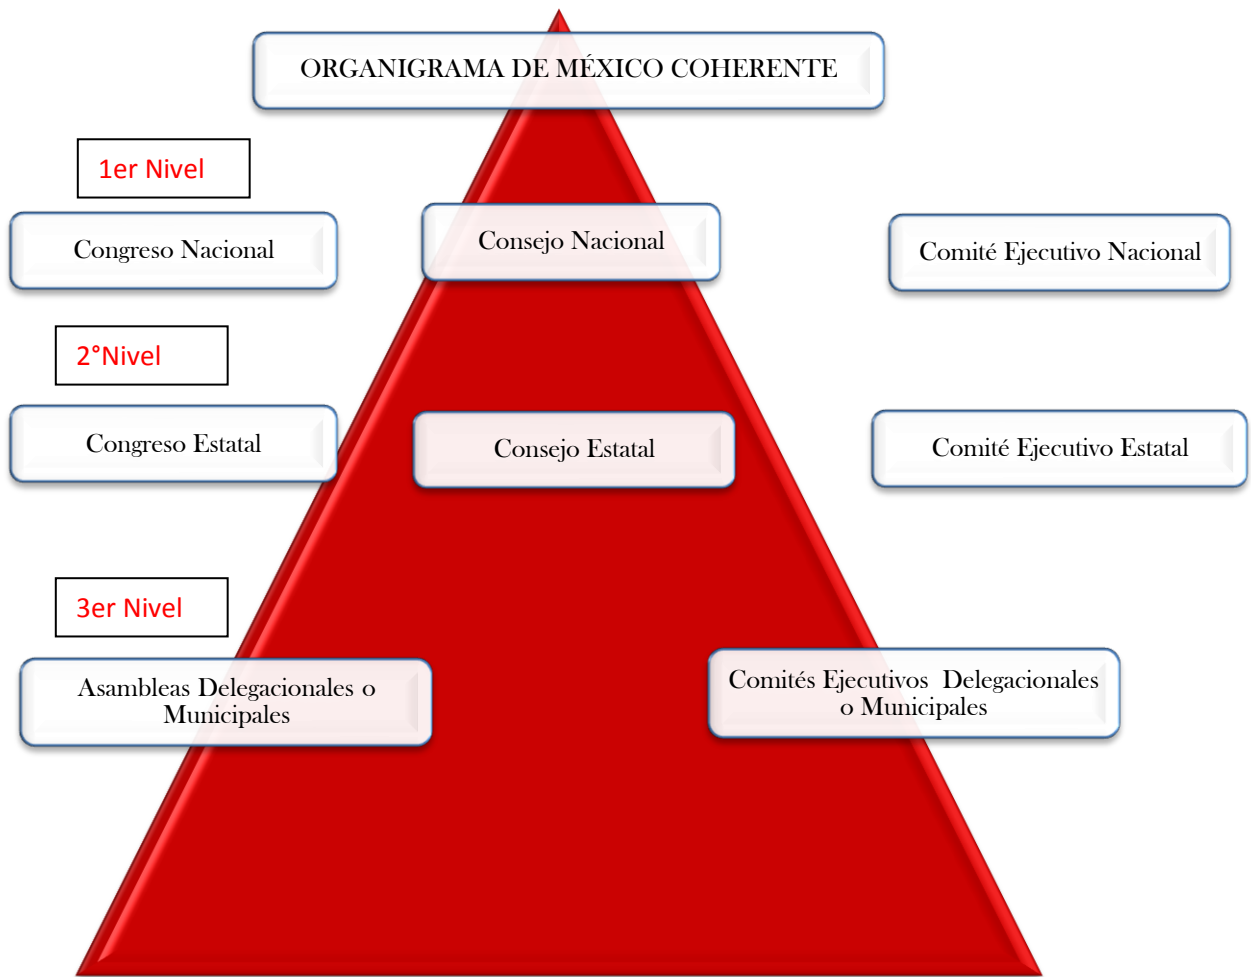 ORGANIGRAMA DE MÉXICO COHERENTE
1er Nivel
Congreso Nacional
Consejo Nacional
Comité Ejecutivo Nacional
2°Nivel
Congreso Estatal
Consejo Estatal
Comité Ejecutivo Estatal
3er Nivel
Asambleas Delegacionales o
Municipales
Comités Ejecutivos Delegacionales
o Municipales